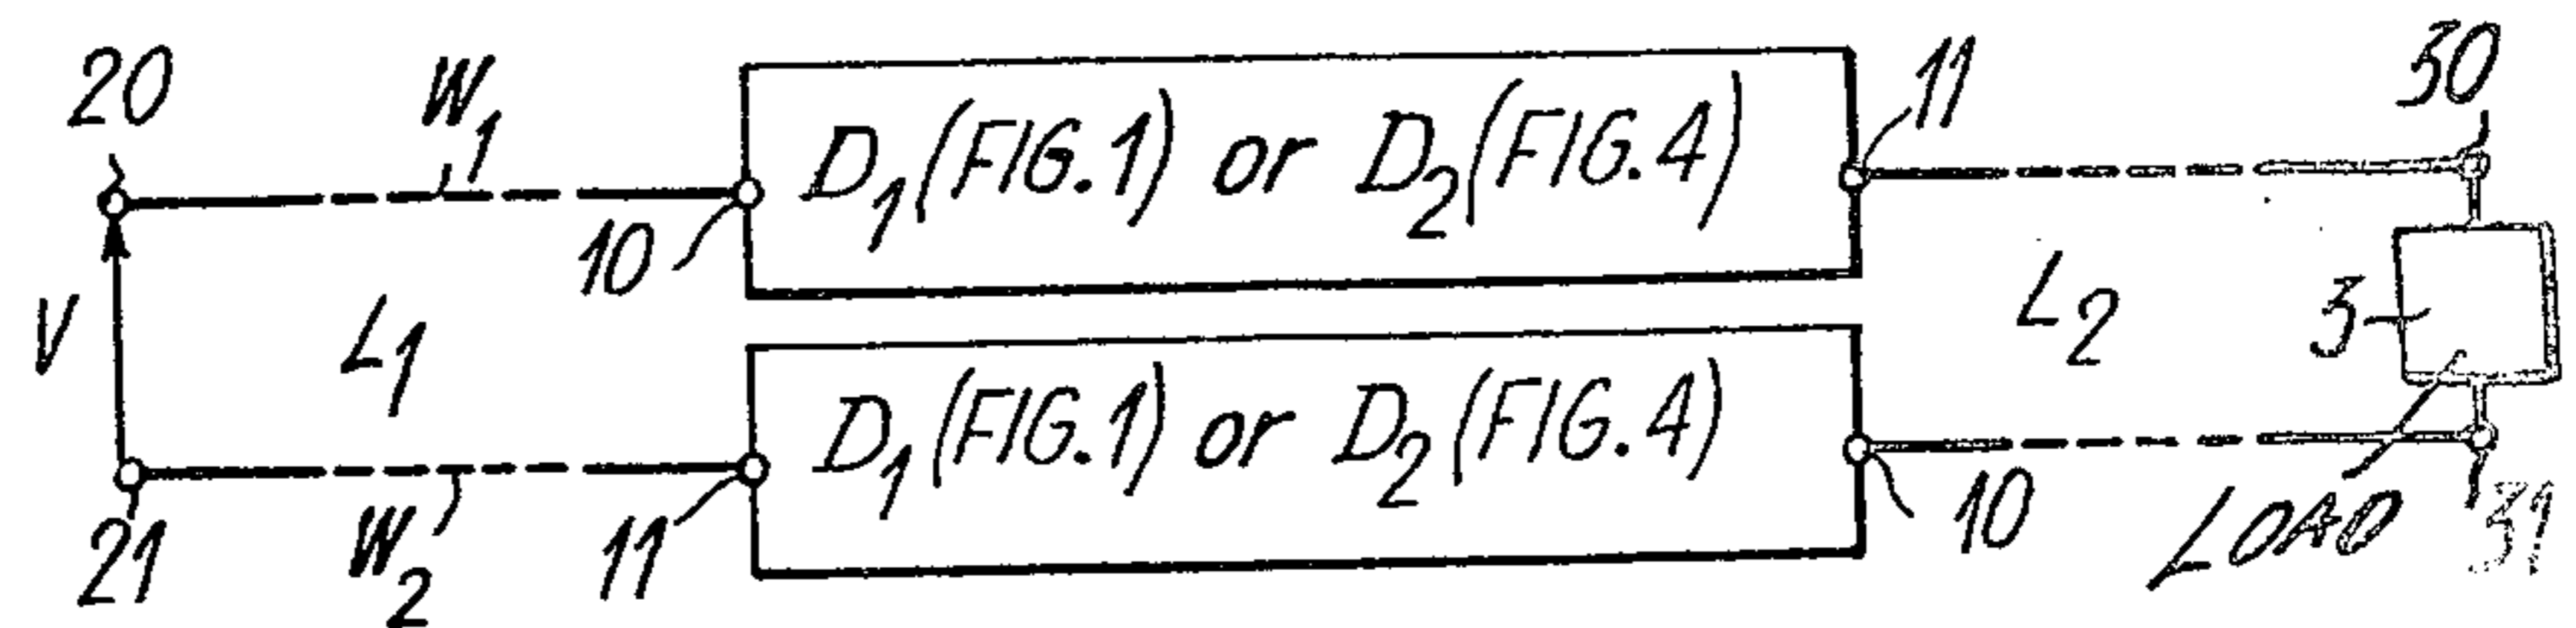 20
W1
D1 (FIG. 1) or D2 (FIG. 4)
11
30
10
V
L1
L2
3
D1 (FIG. 1) or D2 (FIG. 4)
21
W2
11
10
LOAD
31